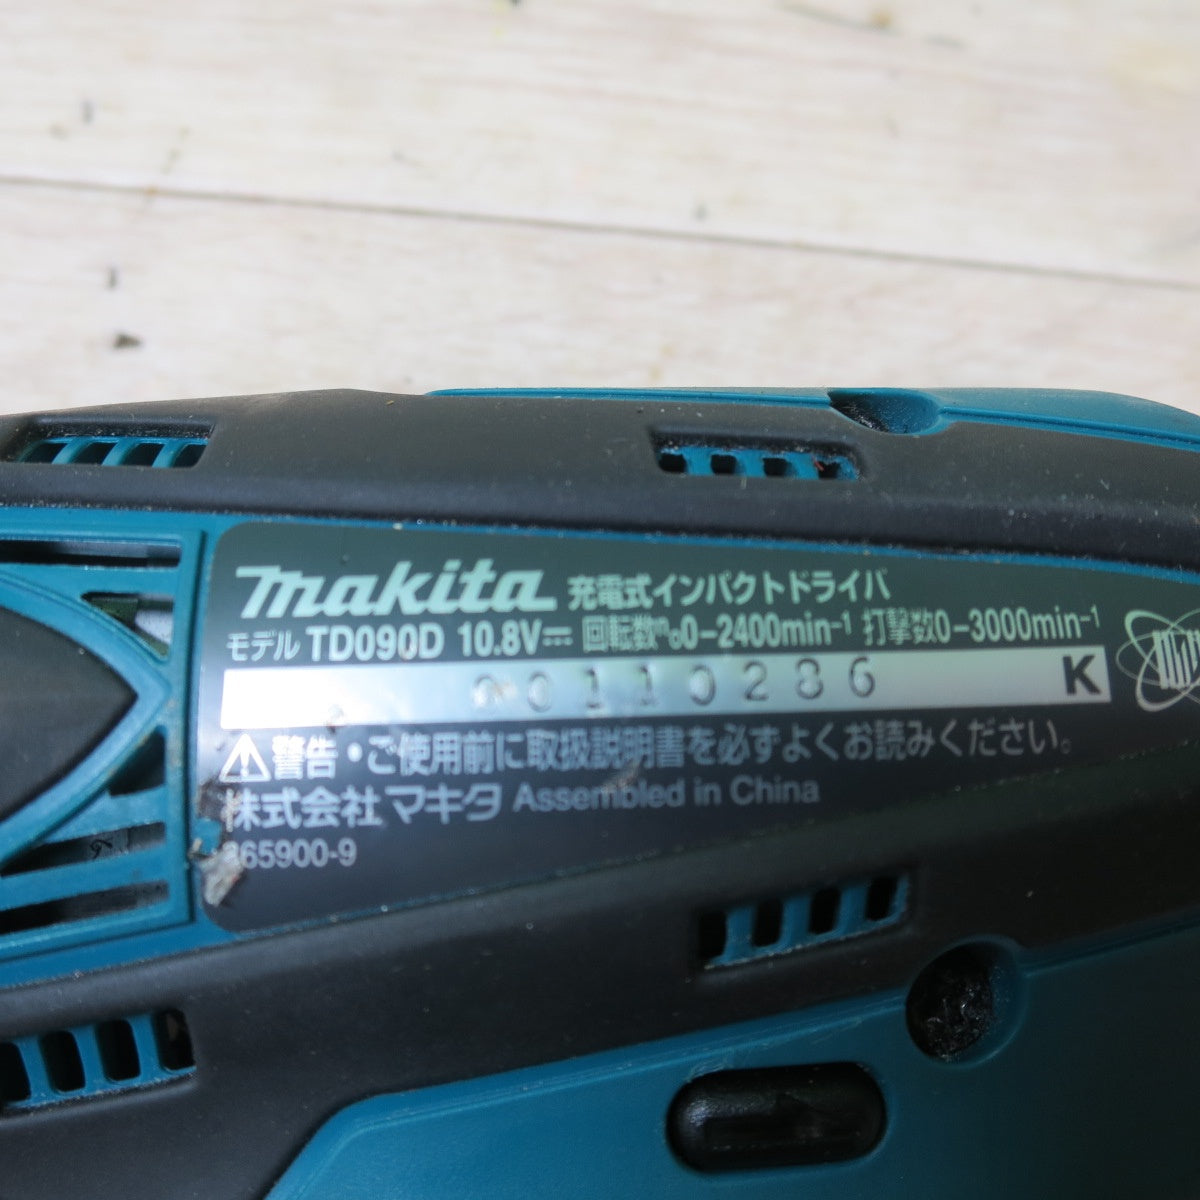 makita 充電式インパクトドライバ
モデル TD090D 10.8V⎓ 回転数n₀0-2400min⁻¹ 打撃数0-3000min⁻¹
00110286 K
⚠警告・ご使用前に取扱説明書を必ずよくお読みください。
株式会社 マキタ Assembled in China
865900-9